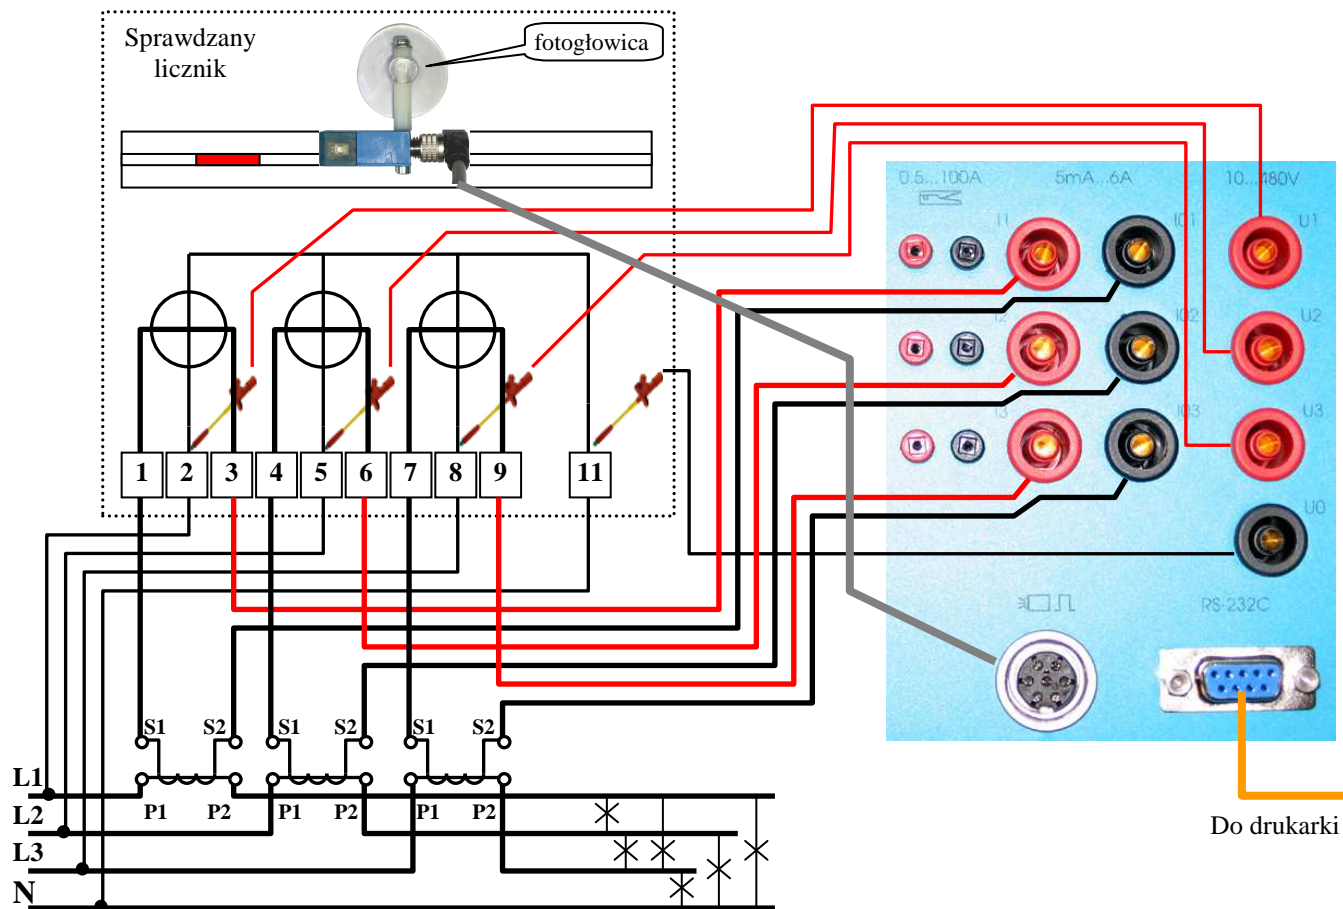 Sprawdzany
licznik
fotogłowica
0.5...100A 5mA...6A 10...480V
I1 I01 U1
I2 I02 U2
I3 I03 U3
U0
1 2 3 4 5 6 7 8 9 11
RS-232C
S1 S2 S1 S2 S1 S2
L1
P1 P2 P1 P2 P1 P2
L2
L3
N
Do drukarki